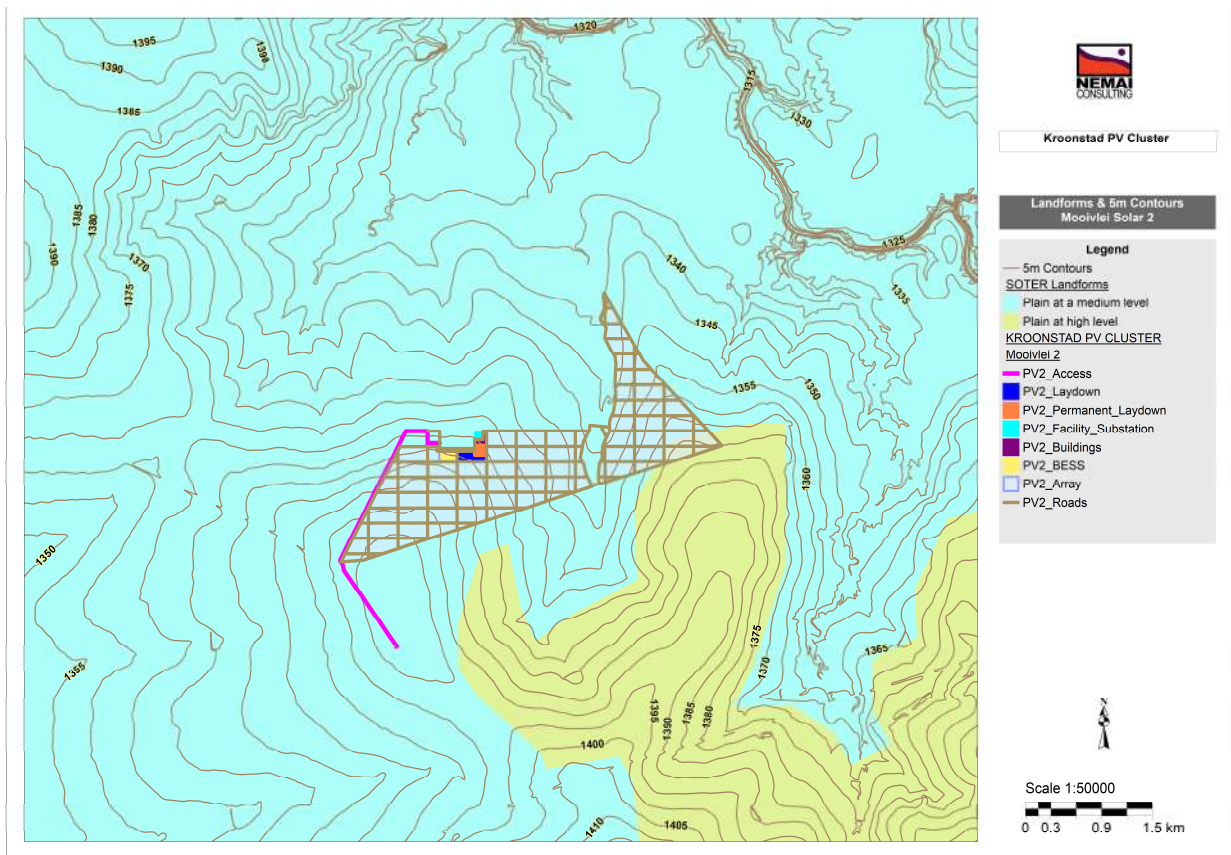 1320
1395
1390
1390
1385
1315
1330
1385
1380
1390
1370
1375
1325
1340
1335
1345
1355
1350
1360
1350
1355
1375
1370
1365
1395
1390
1385
1380
1400
1410
1405
NEMAI
CONSULTING
Kroonstad PV Cluster
Landforms & 5m Contours
Mooivlei Solar 2
Legend
5m Contours
SOTER Landforms
Plain at a medium level
Plain at high level
KROONSTAD PV CLUSTER
Mooivlei 2
PV2_Access
PV2_Laydown
PV2_Permanent_Laydown
PV2_Facility_Substation
PV2_Buildings
PV2_BESS
PV2_Array
PV2_Roads
Scale 1:50000
0 0.3 0.9 1.5 km